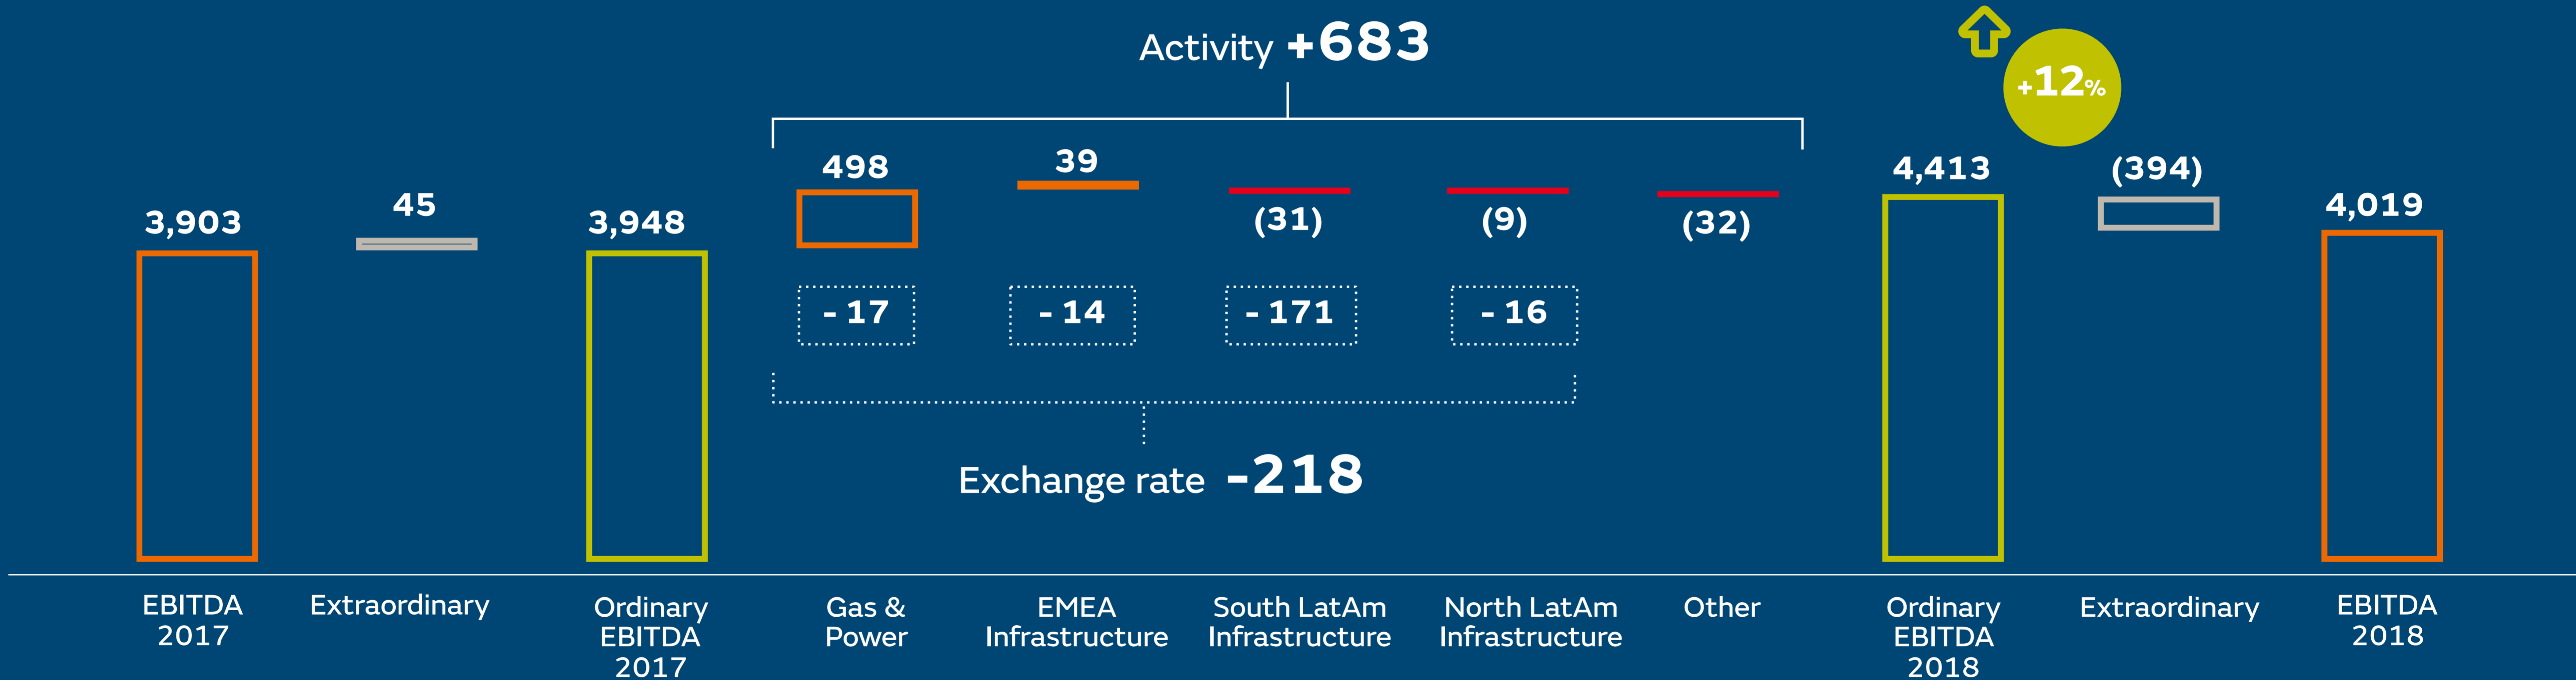 Activity +683
+12%
498
39
4,413
(394)
3,903
45
3,948
(31)
(9)
(32)
4,019
- 17
- 14
- 171
- 16
Exchange rate -218
EBITDA
2017
Extraordinary
Ordinary
EBITDA
2017
Gas &
Power
EMEA
Infrastructure
South LatAm
Infrastructure
North LatAm
Infrastructure
Other
Ordinary
EBITDA
2018
Extraordinary
EBITDA
2018